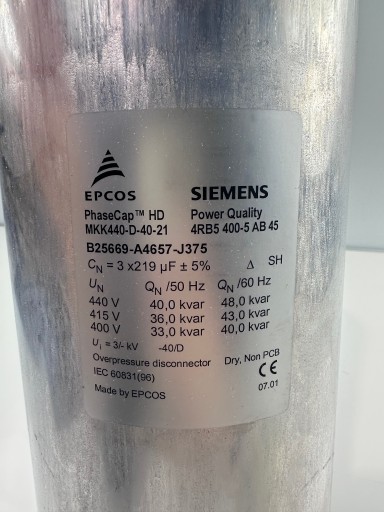 EPCOS SIEMENS
PhaseCap™ HD Power Quality
MKK440-D-40-21 4RB5 400-5 AB 45
B25669-A4657-J375
CN = 3 x219 µF ± 5% Δ SH
UN QN /50 Hz QN /60 Hz
440 V 40,0 kvar 48,0 kvar
415 V 36,0 kvar 43,0 kvar
400 V 33,0 kvar 40,0 kvar
Ui = 3/- kV -40/D
Overpressure disconnector Dry, Non PCB
IEC 60831(96) CE
Made by EPCOS 07.01